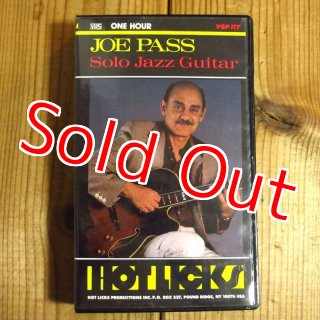 VHS ONE HOUR VGP 117
JOE PASS
Solo Jazz Guitar
Sold Out
HOT LICKS
HOT LICKS PRODUCTIONS INC. P.O. BOX 337, POUND RIDGE, NY 10576 USA